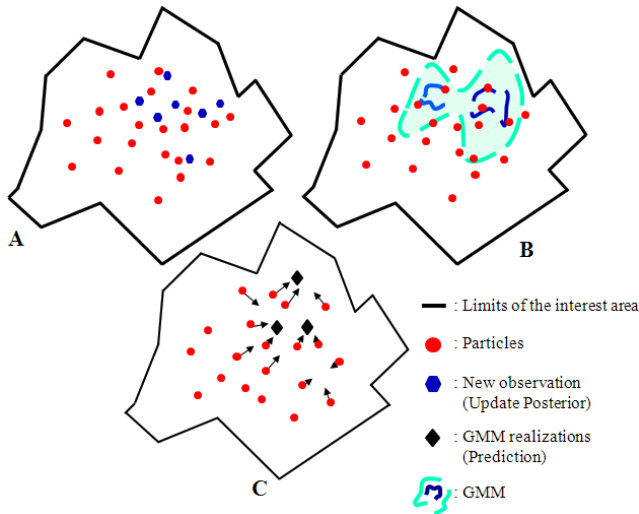 A
B
C
: Limits of the interest area
: Particles
: New observation
(Update Posterior)
: GMM realizations
(Prediction)
: GMM